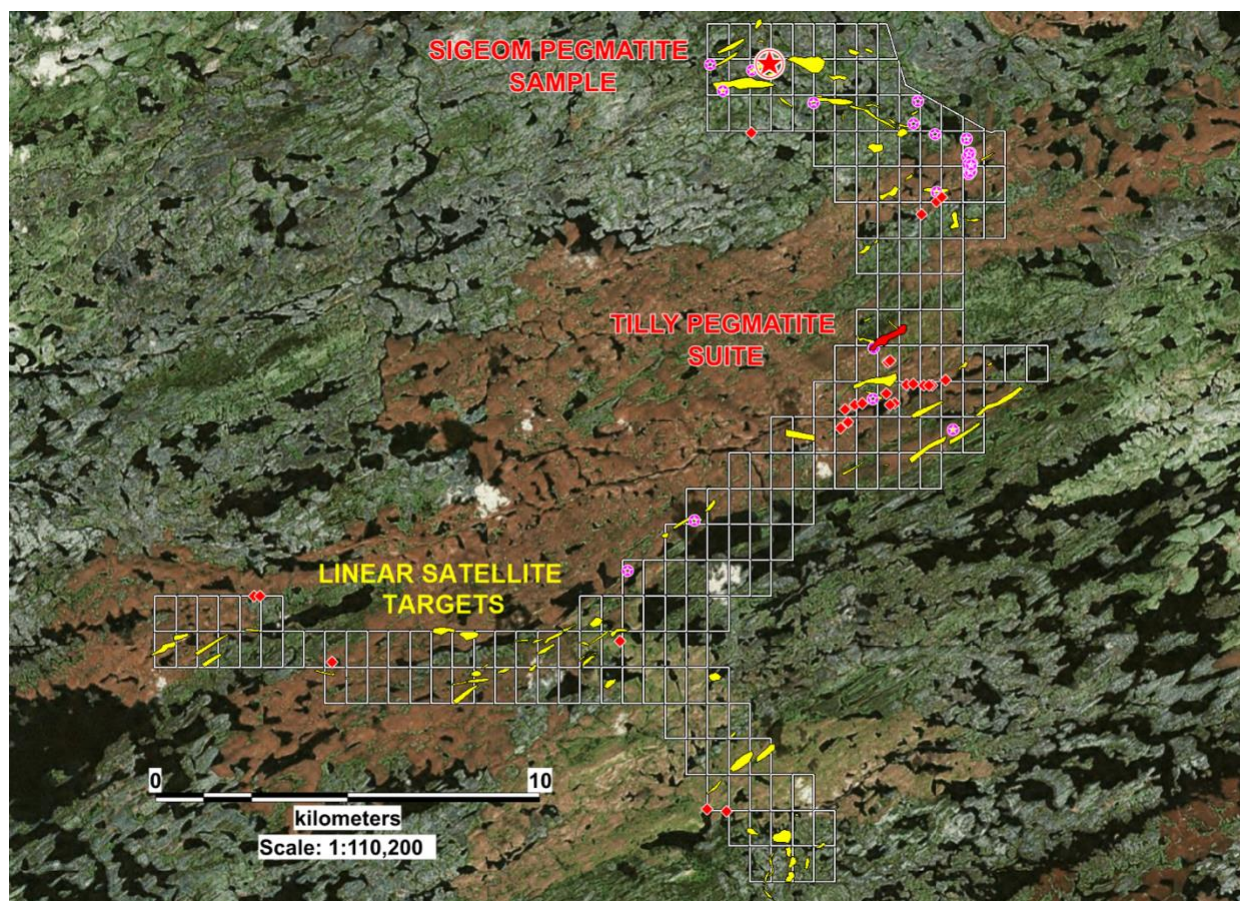 SIGEOM PEGMATITE
SAMPLE
TILLY PEGMATITE
SUITE
LINEAR SATELLITE
TARGETS
0 10
kilometers
Scale: 1:110,200